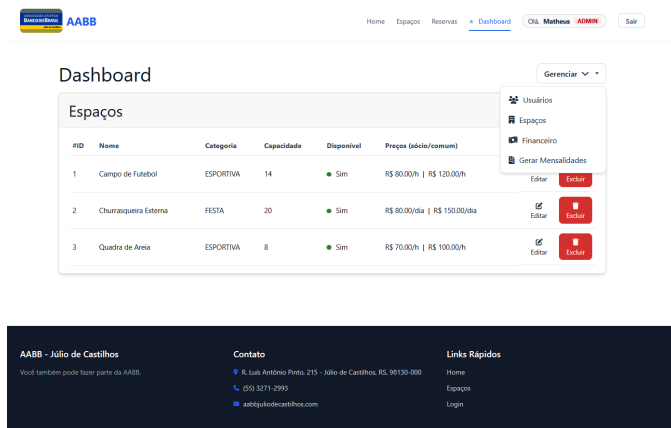 BANCO DO BRASIL
AABB
Home Espaços Reservas Dashboard Olá, Matheus ADMIN Sair
Dashboard
Gerenciar
Usuários
Espaços
Financeiro
Gerar Mensalidades
Espaços
#ID Nome Categoria Capacidade Disponível Preços (sócio/comum)
1 Campo de Futebol ESPORTIVA 14 Sim R$ 80.00/h | R$ 120.00/h Editar Excluir
2 Churrasqueira Externa FESTA 20 Sim R$ 80.00/dia | R$ 150.00/dia Editar Excluir
3 Quadra de Areia ESPORTIVA 8 Sim R$ 70.00/h | R$ 100.00/h Editar Excluir
AABB - Júlio de Castilhos
Você também pode fazer parte da AABB.
Contato
R. Luís Antônio Pinto, 215 - Júlio de Castilhos, RS, 98130-000
(55) 3271-2993
aabbjuliodecastilhos.com
Links Rápidos
Home
Espaços
Login